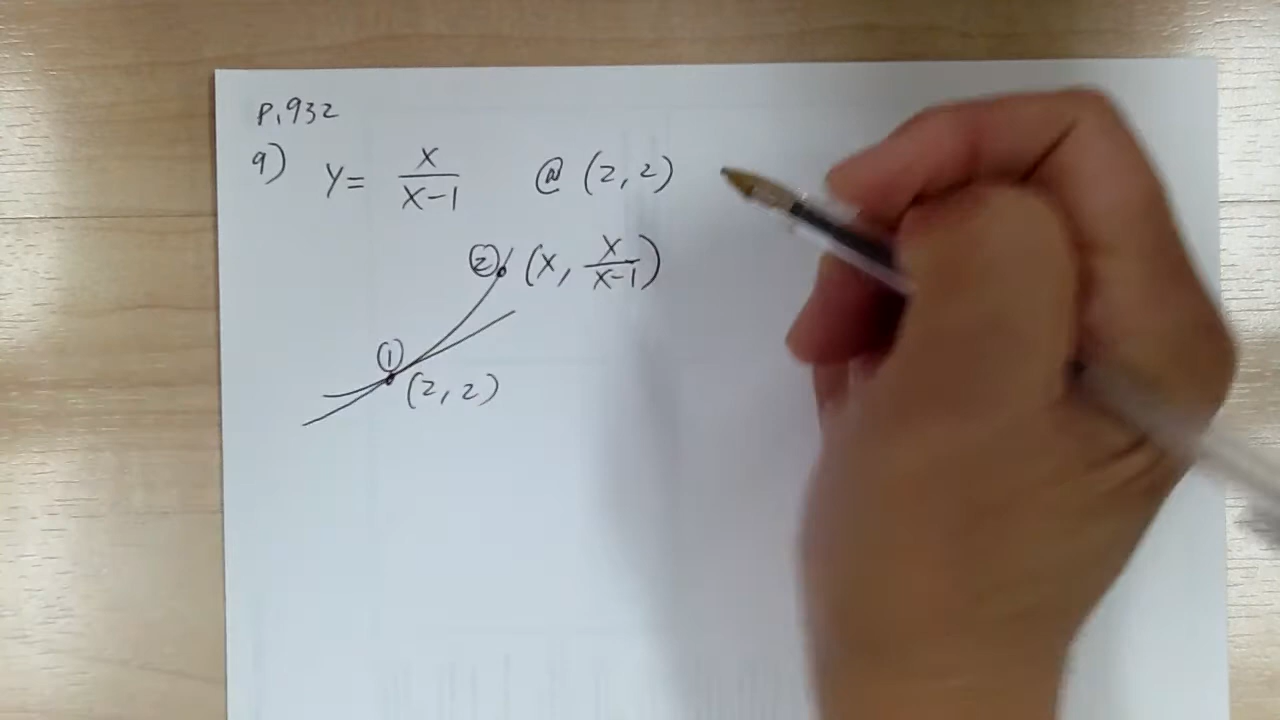 P.932
9) y = x/(x-1) @ (2,2)
② (x, x/(x-1))
①
(2,2)